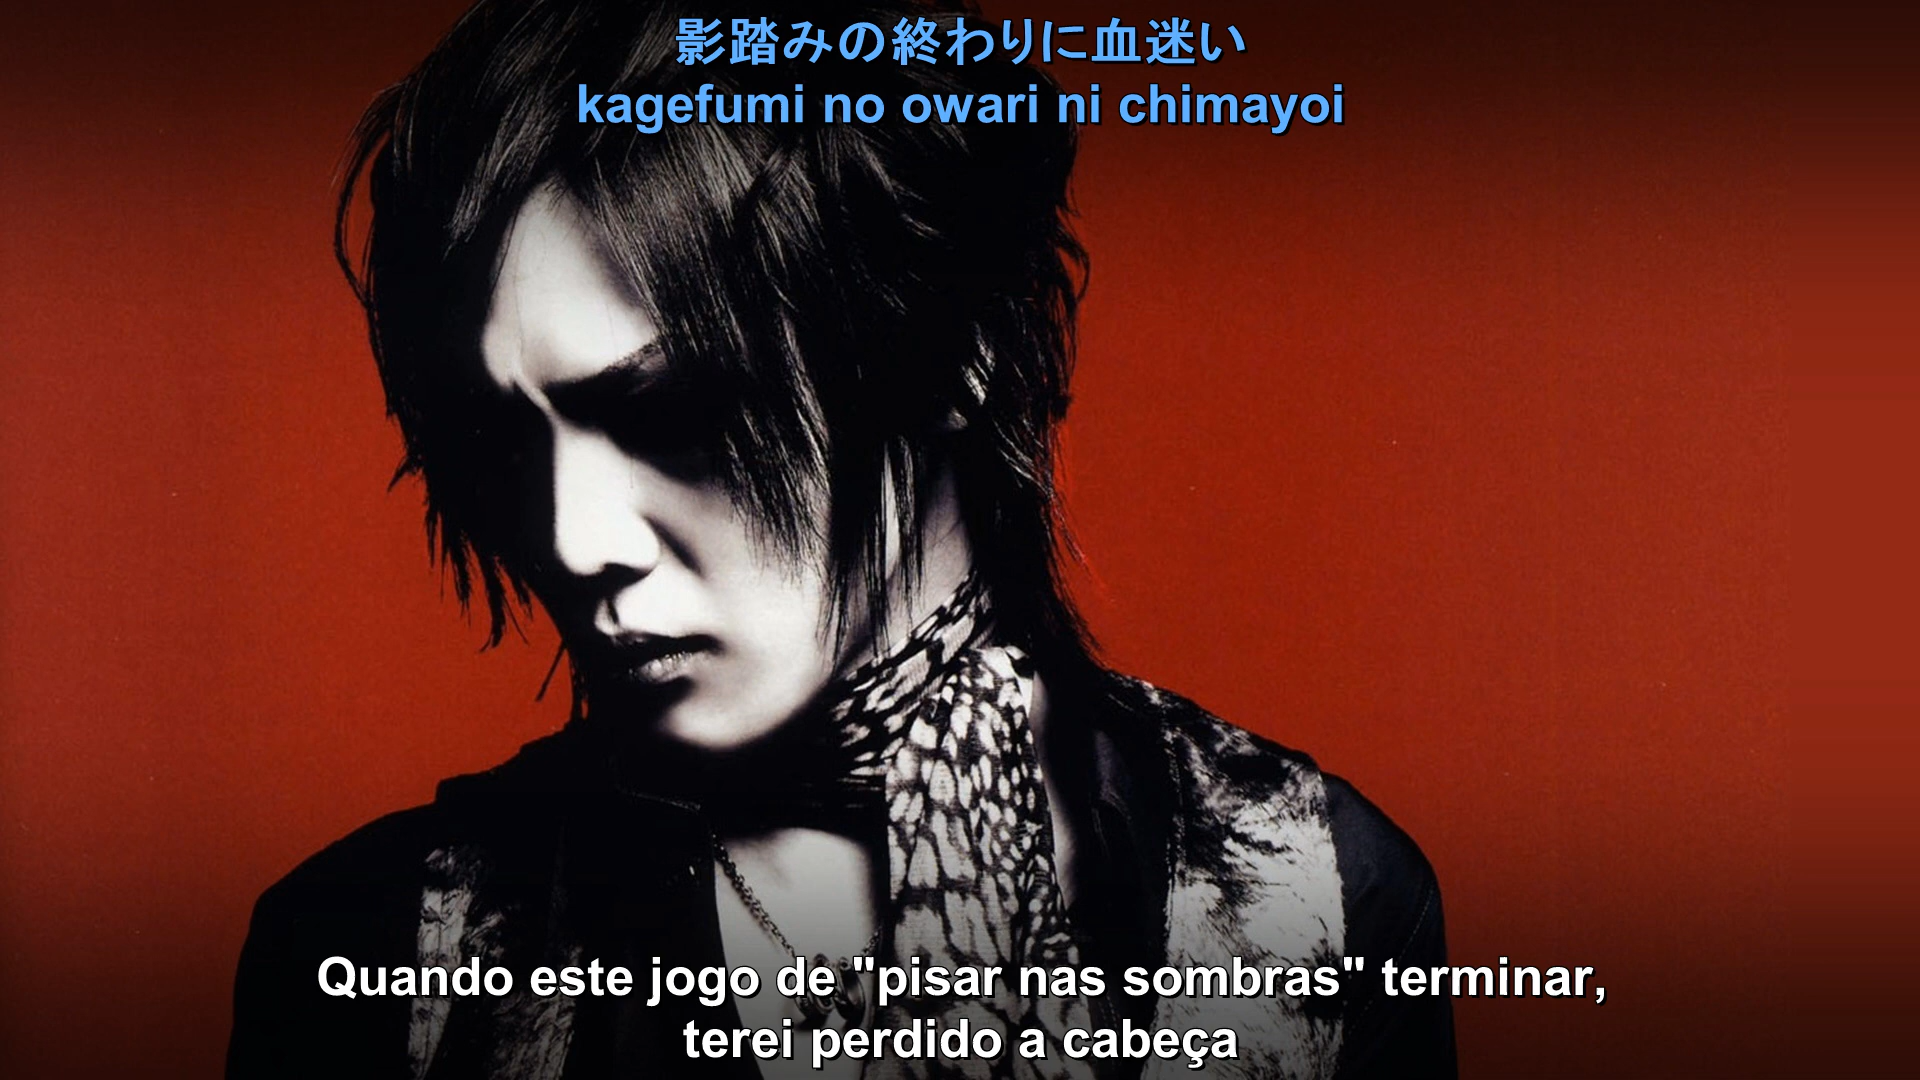 影踏みの終わりに血迷い
kagefumi no owari ni chimayoi
Quando este jogo de "pisar nas sombras" terminar,
terei perdido a cabeça